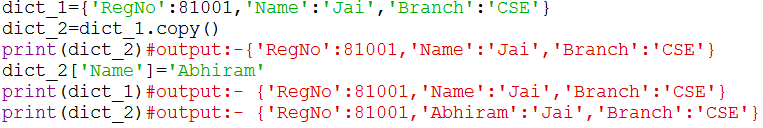 dict_1={'RegNo':81001,'Name':'Jai','Branch':'CSE'}
dict_2=dict_1.copy()
print(dict_2)#output:-{'RegNo':81001,'Name':'Jai','Branch':'CSE'}
dict_2['Name']='Abhiram'
print(dict_1)#output:- {'RegNo':81001,'Name':'Jai','Branch':'CSE'}
print(dict_2)#output:- {'RegNo':81001,'Abhiram':'Jai','Branch':'CSE'}